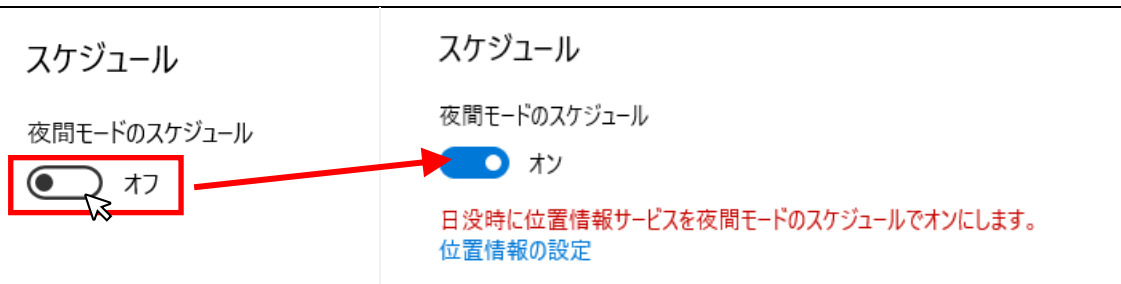 スケジュール
夜間モードのスケジュール
オフ
スケジュール
夜間モードのスケジュール
オン
日没時に位置情報サービスを夜間モードのスケジュールでオンにします。
位置情報の設定